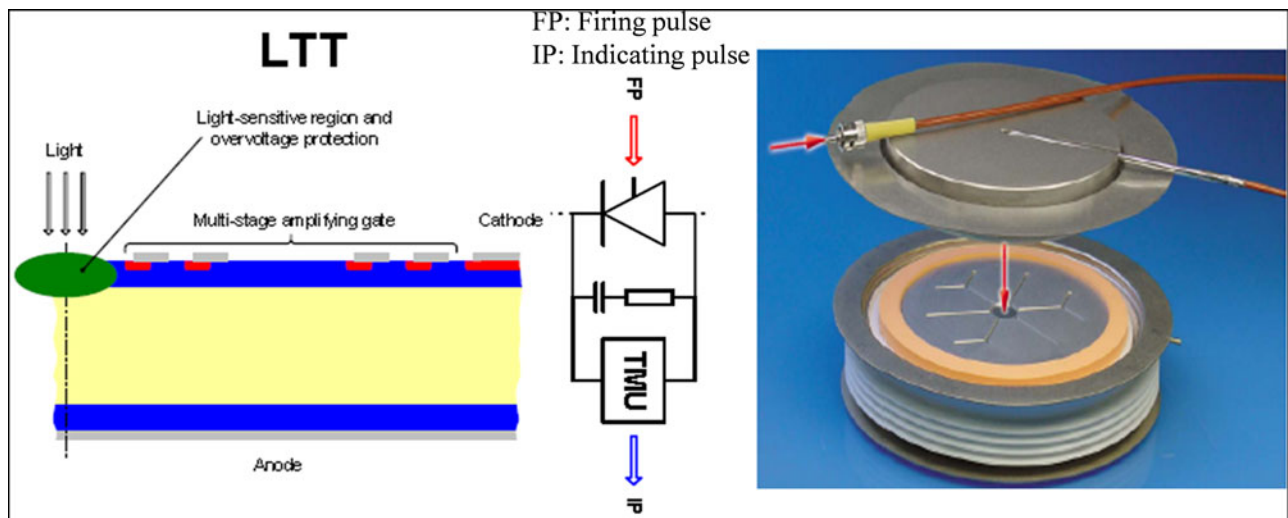 FP: Firing pulse
IP: Indicating pulse
LTT
Light-sensitive region and
overvoltage protection
Light
Multi-stage amplifying gate
Cathode
Anode
FP
TMU
IP